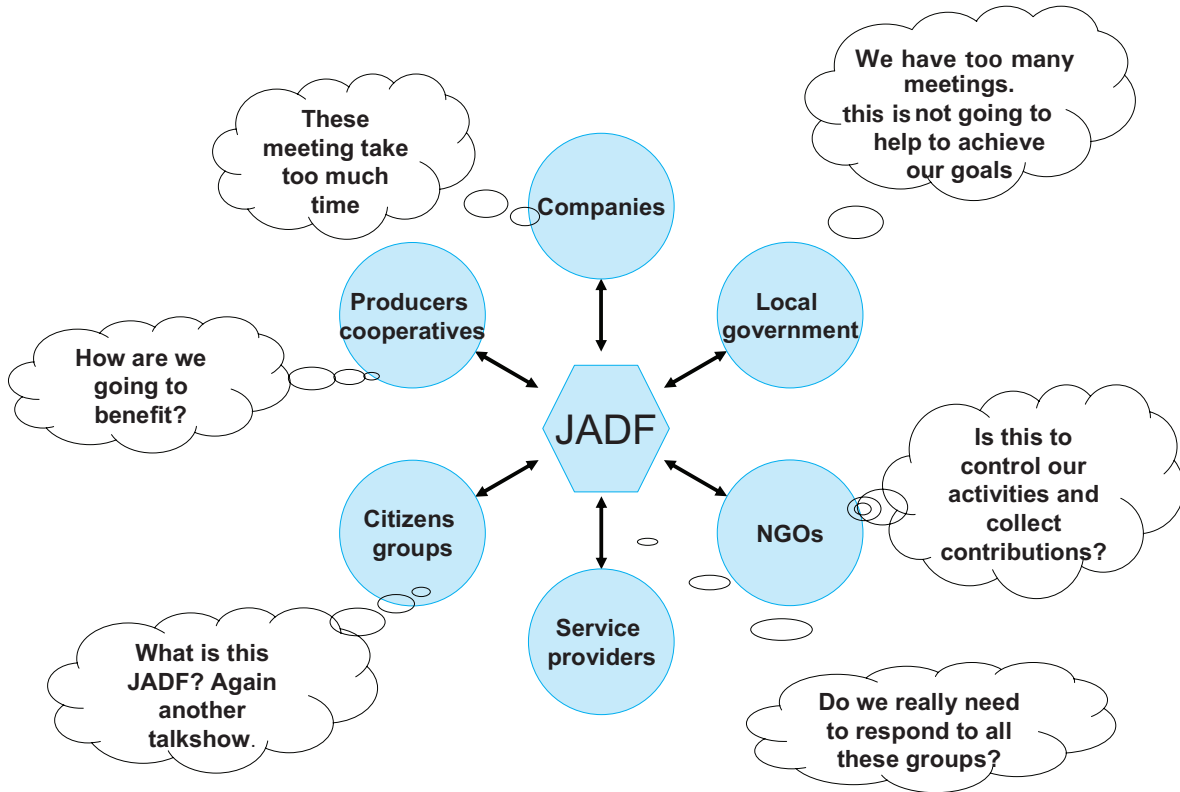 These
meeting take
too much
time
We have too many
meetings.
this is not going to
help to achieve
our goals
Companies
Producers
cooperatives
Local
government
How are we
going to
benefit?
JADF
Is this to
control our
activities and
collect
contributions?
Citizens
groups
NGOs
Service
providers
What is this
JADF? Again
another
talkshow.
Do we really need
to respond to all
these groups?